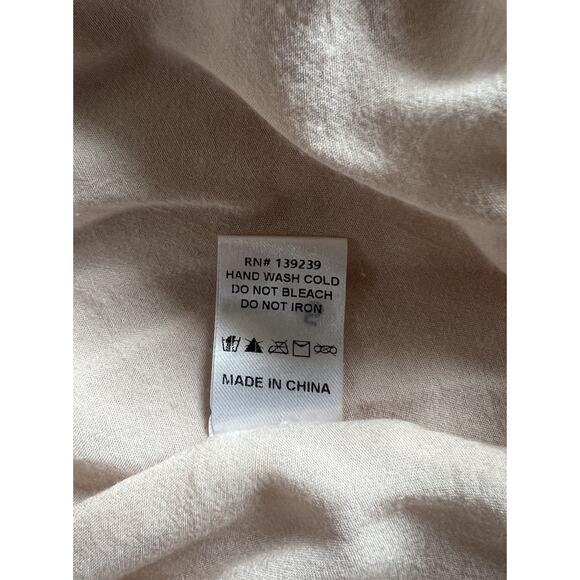 RN# 139239
HAND WASH COLD
DO NOT BLEACH
DO NOT IRON
MADE IN CHINA